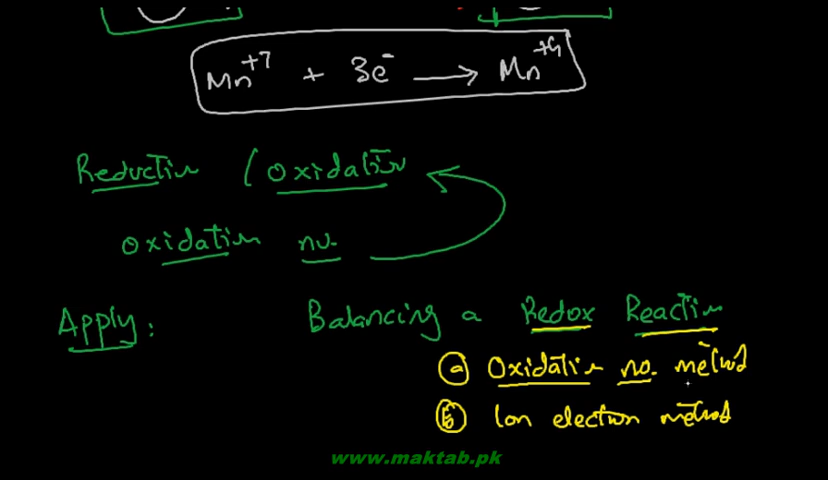 Mn+7 + 3e- → Mn+4
Reduction / Oxidation
oxidation no.
Apply: Balancing a Redox Reaction
(a) Oxidation no. method
(b) Ion electron method
www.maktab.pk